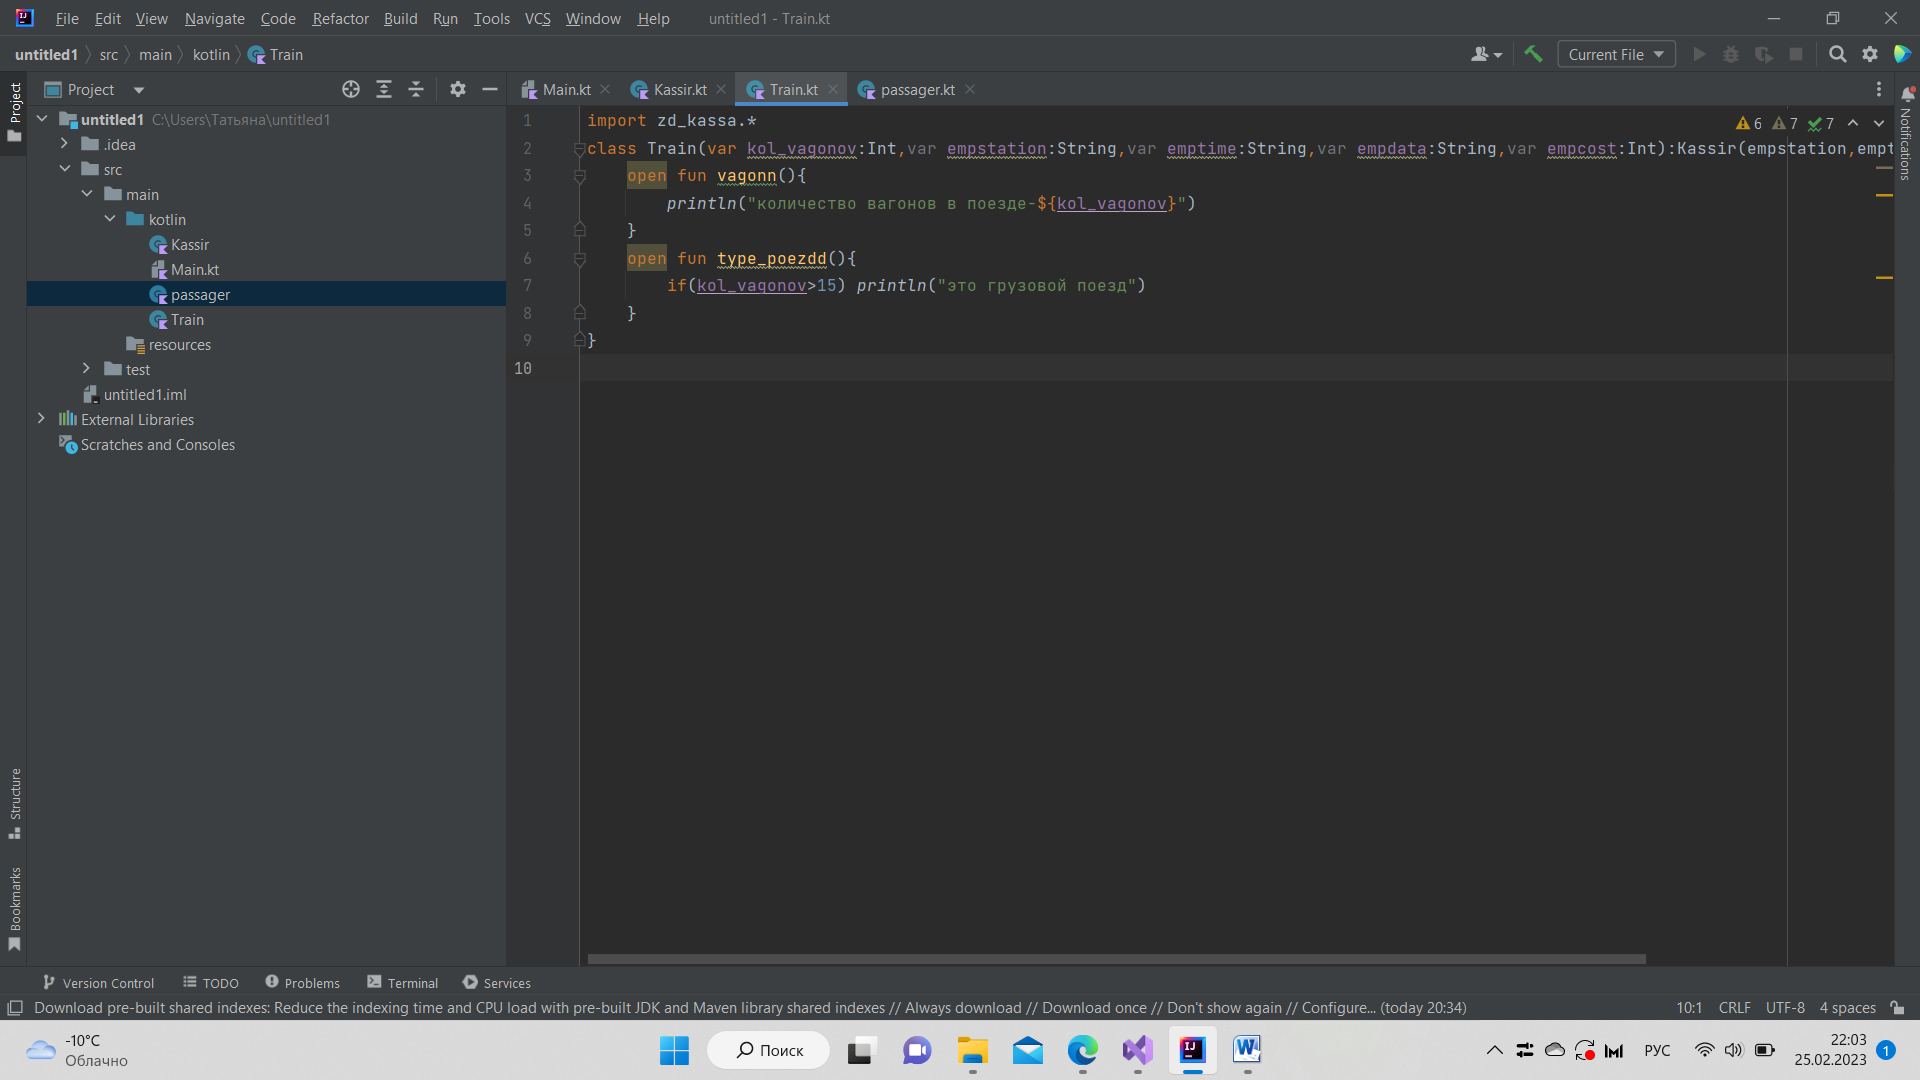 File Edit View Navigate Code Refactor Build Run Tools VCS Window Help untitled1 - Train.kt
untitled1 src main kotlin Train
Current File
Project
Project
Main.kt Kassir.kt Train.kt passager.kt
Notifications
untitled1 C:\Users\Татьяна\untitled1
.idea
src
main
kotlin
Kassir
Main.kt
passager
Train
resources
test
untitled1.iml
External Libraries
Scratches and Consoles
6 7 7
1 import zd_kassa.*
2 class Train(var kol_vagonov:Int,var empstation:String,var emptime:String,var empdata:String,var empcost:Int):Kassir(empstation,empt
3 open fun vagonn(){
4 println("количество вагонов в поезде-${kol_vagonov}")
5 }
6 open fun type_poezdd(){
7 if(kol_vagonov>15) println("это грузовой поезд")
8 }
9 }
10
Structure
Bookmarks
Version Control TODO Problems Terminal Services
Download pre-built shared indexes: Reduce the indexing time and CPU load with pre-built JDK and Maven library shared indexes // Always download // Download once // Don't show again // Configure... (today 20:34) 10:1 CRLF UTF-8 4 spaces
-10°C
Облачно
Поиск
РУС
22:03
25.02.2023
1